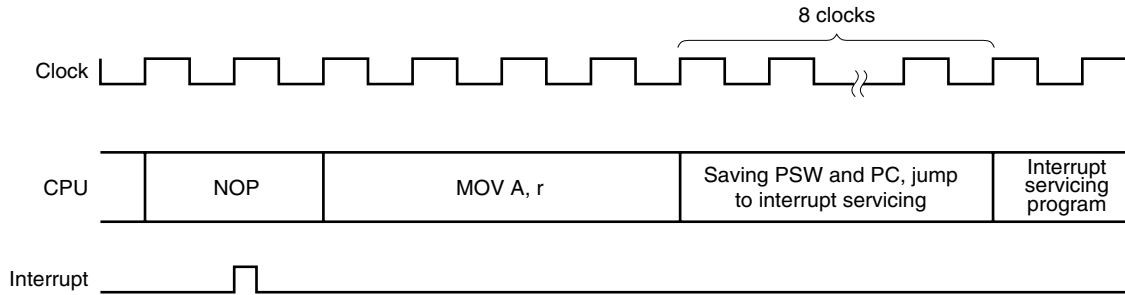 8 clocks
Clock
CPU
NOP
MOV A, r
Saving PSW and PC, jump
to interrupt servicing
Interrupt
servicing
program
Interrupt